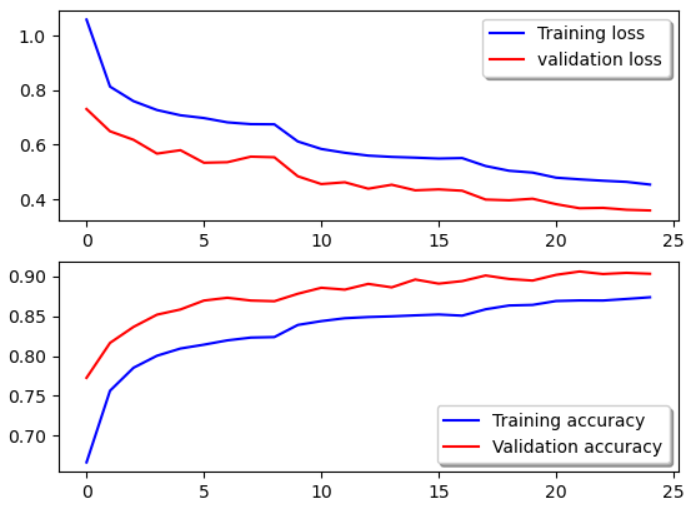 1.0
0.8
0.6
0.4
Training loss
validation loss
0 5 10 15 20 25
0.90
0.85
0.80
0.75
0.70
Training accuracy
Validation accuracy
0 5 10 15 20 25